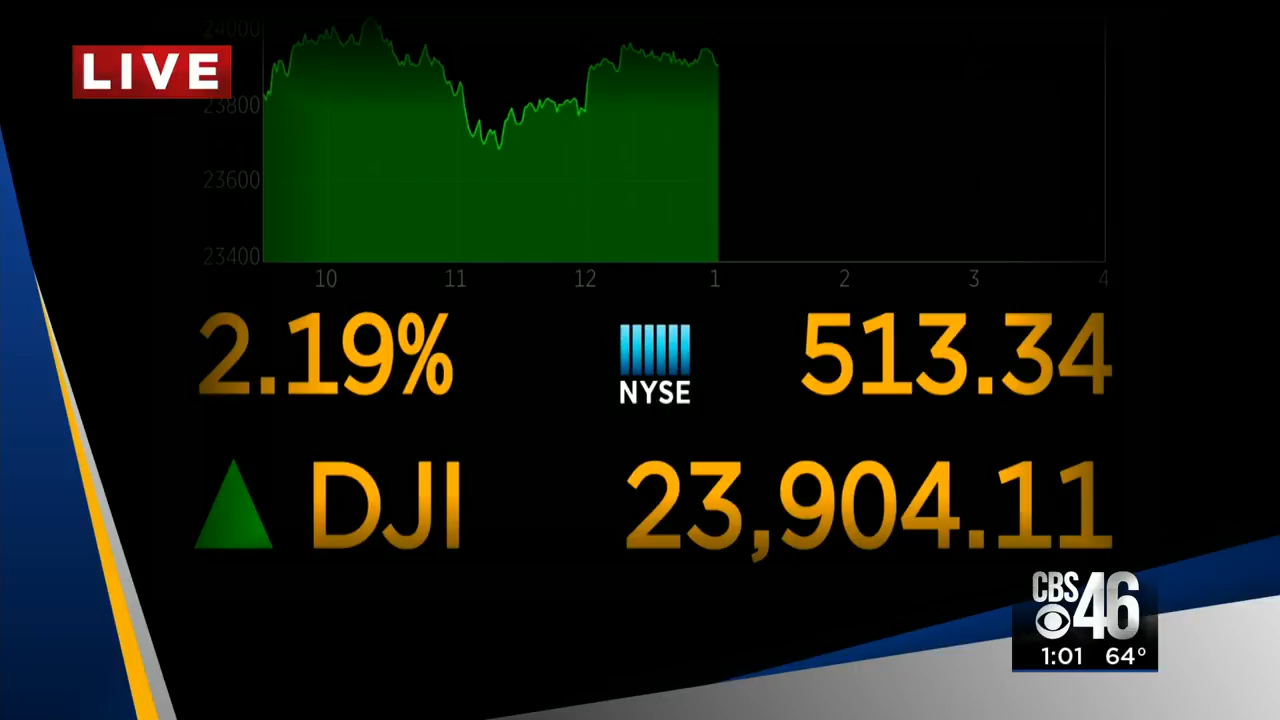 24000
LIVE
23800
23600
23400
10 11 12 1 2 3 4
2.19% NYSE 513.34
DJI 23,904.11
CBS 46
1:01 64°